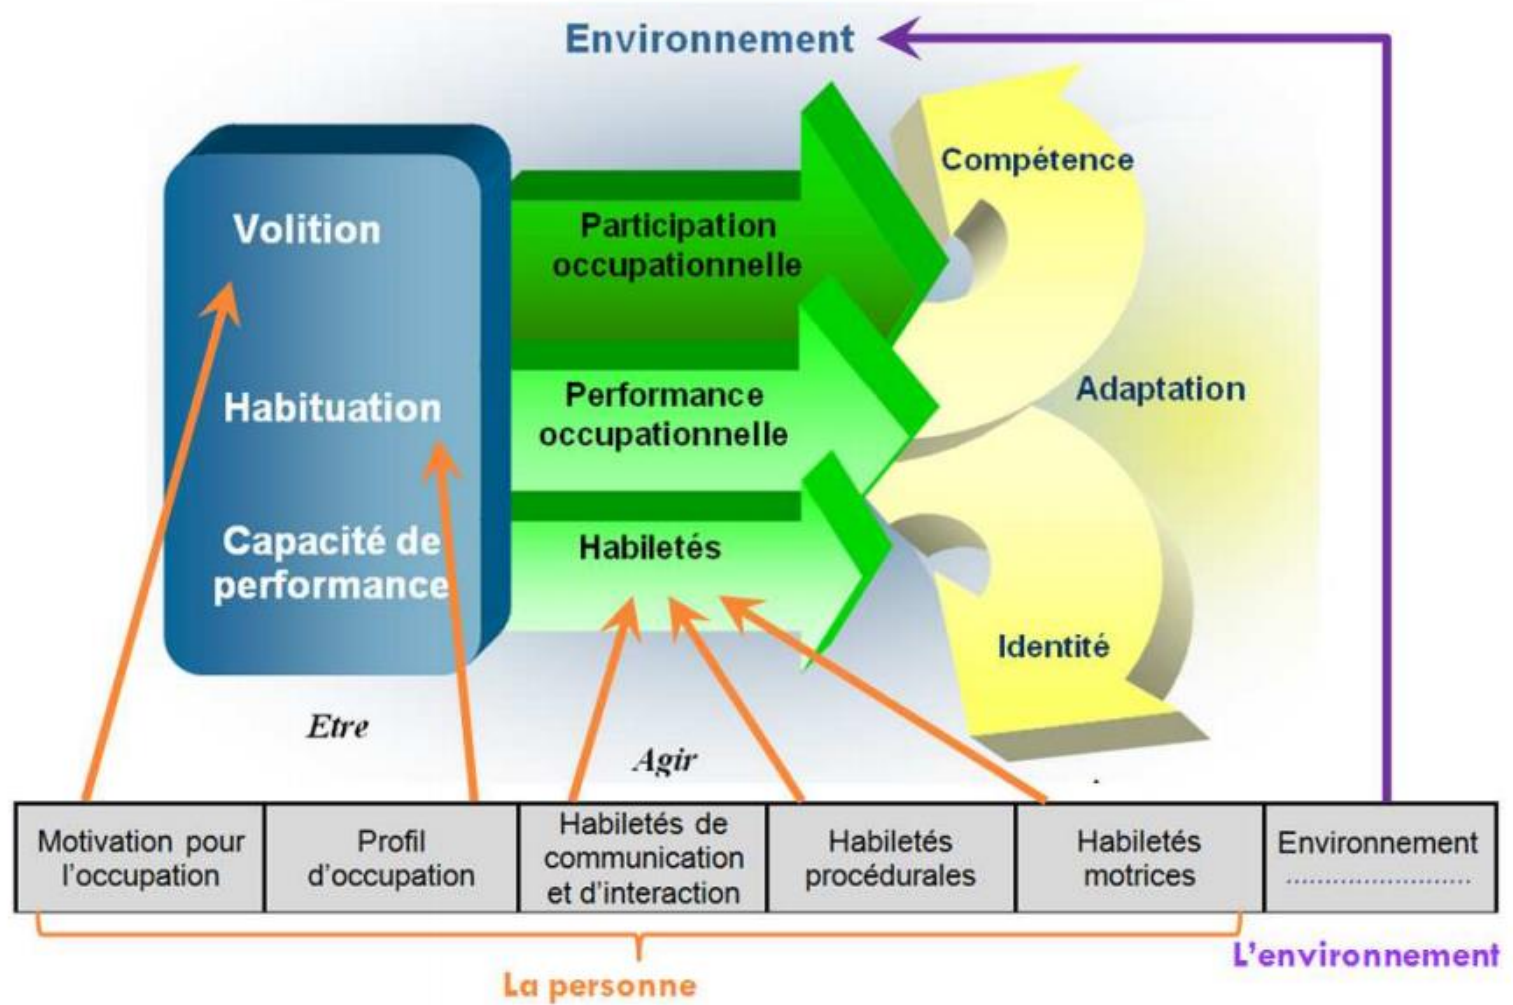 Environnement
Compétence
Volition
Participation
occupationnelle
Adaptation
Habituation
Performance
occupationnelle
Capacité de
performance
Habiletés
Identité
Etre
Agir
Motivation pour
l'occupation
Profil
d'occupation
Habiletés de
communication
et d'interaction
Habiletés
procédurales
Habiletés
motrices
Environnement
........................
La personne
L'environnement